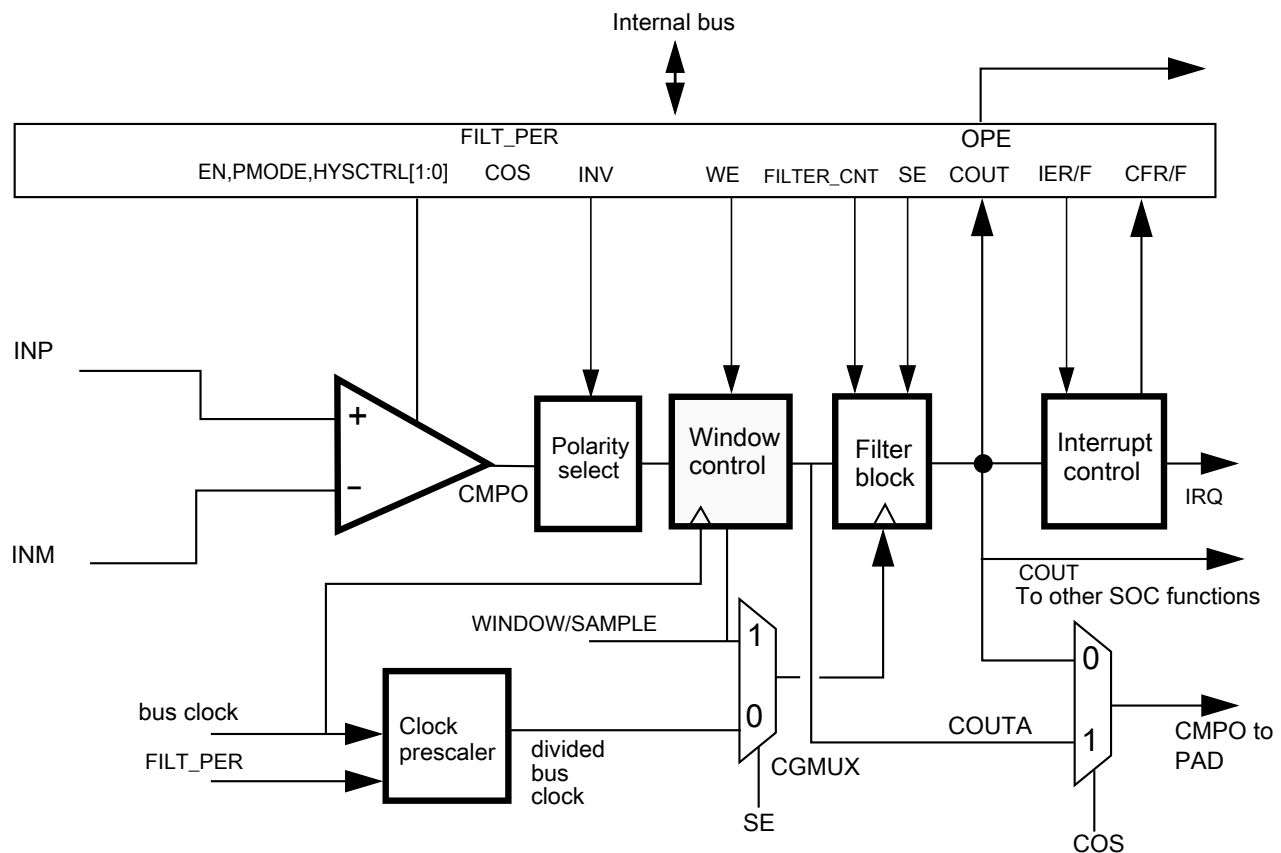 Internal bus
FILT_PER
OPE
EN,PMODE,HYSCTRL[1:0]
COS
INV
WE
FILTER_CNT
SE
COUT
IER/F
CFR/F
INP
+
Polarity
select
Window
control
Filter
block
Interrupt
control
−
CMPO
IRQ
INM
COUT
To other SOC functions
WINDOW/SAMPLE
1
0
0
bus clock
Clock
prescaler
FILT_PER
divided
bus
clock
CGMUX
COUTA
1
CMPO to
PAD
SE
COS